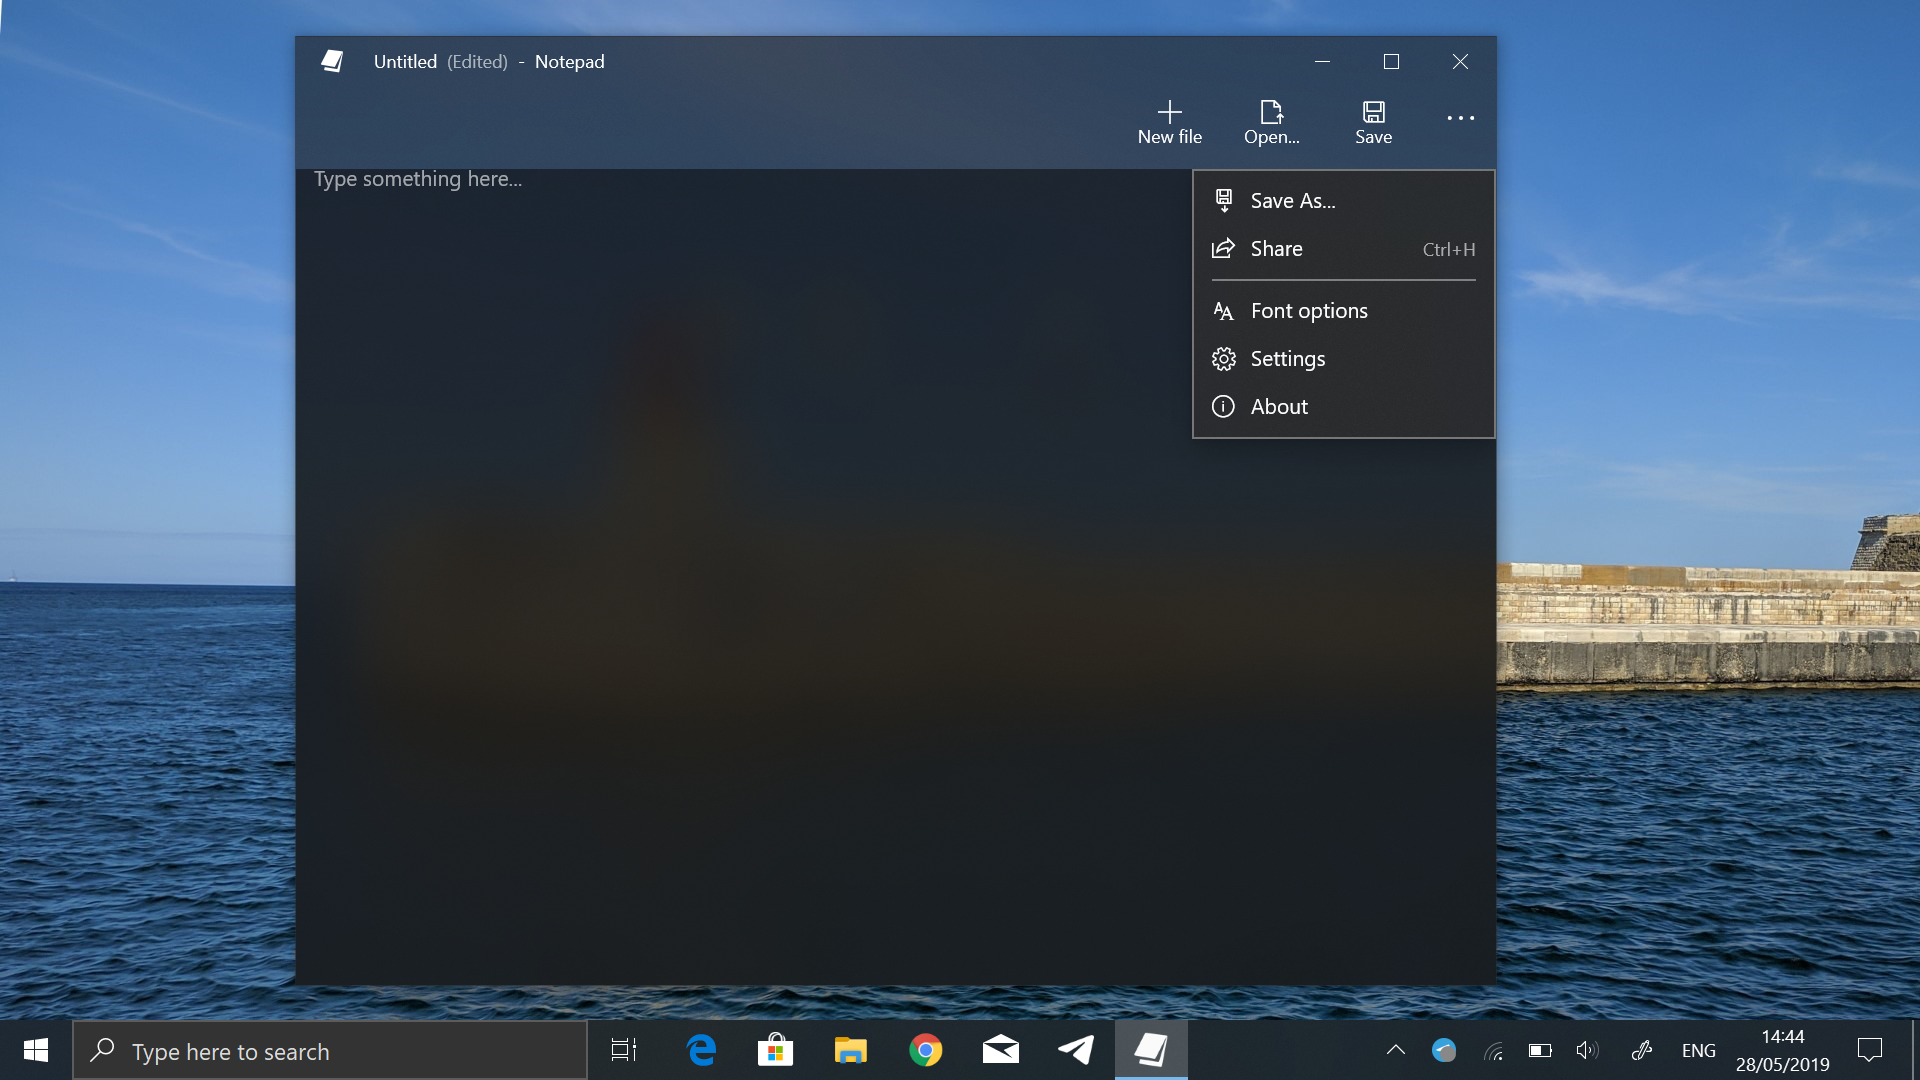 Untitled (Edited) - Notepad
New file
Open...
Save
Type something here...
Save As...
Share Ctrl+H
Font options
Settings
About
Type here to search
ENG
14:44
28/05/2019